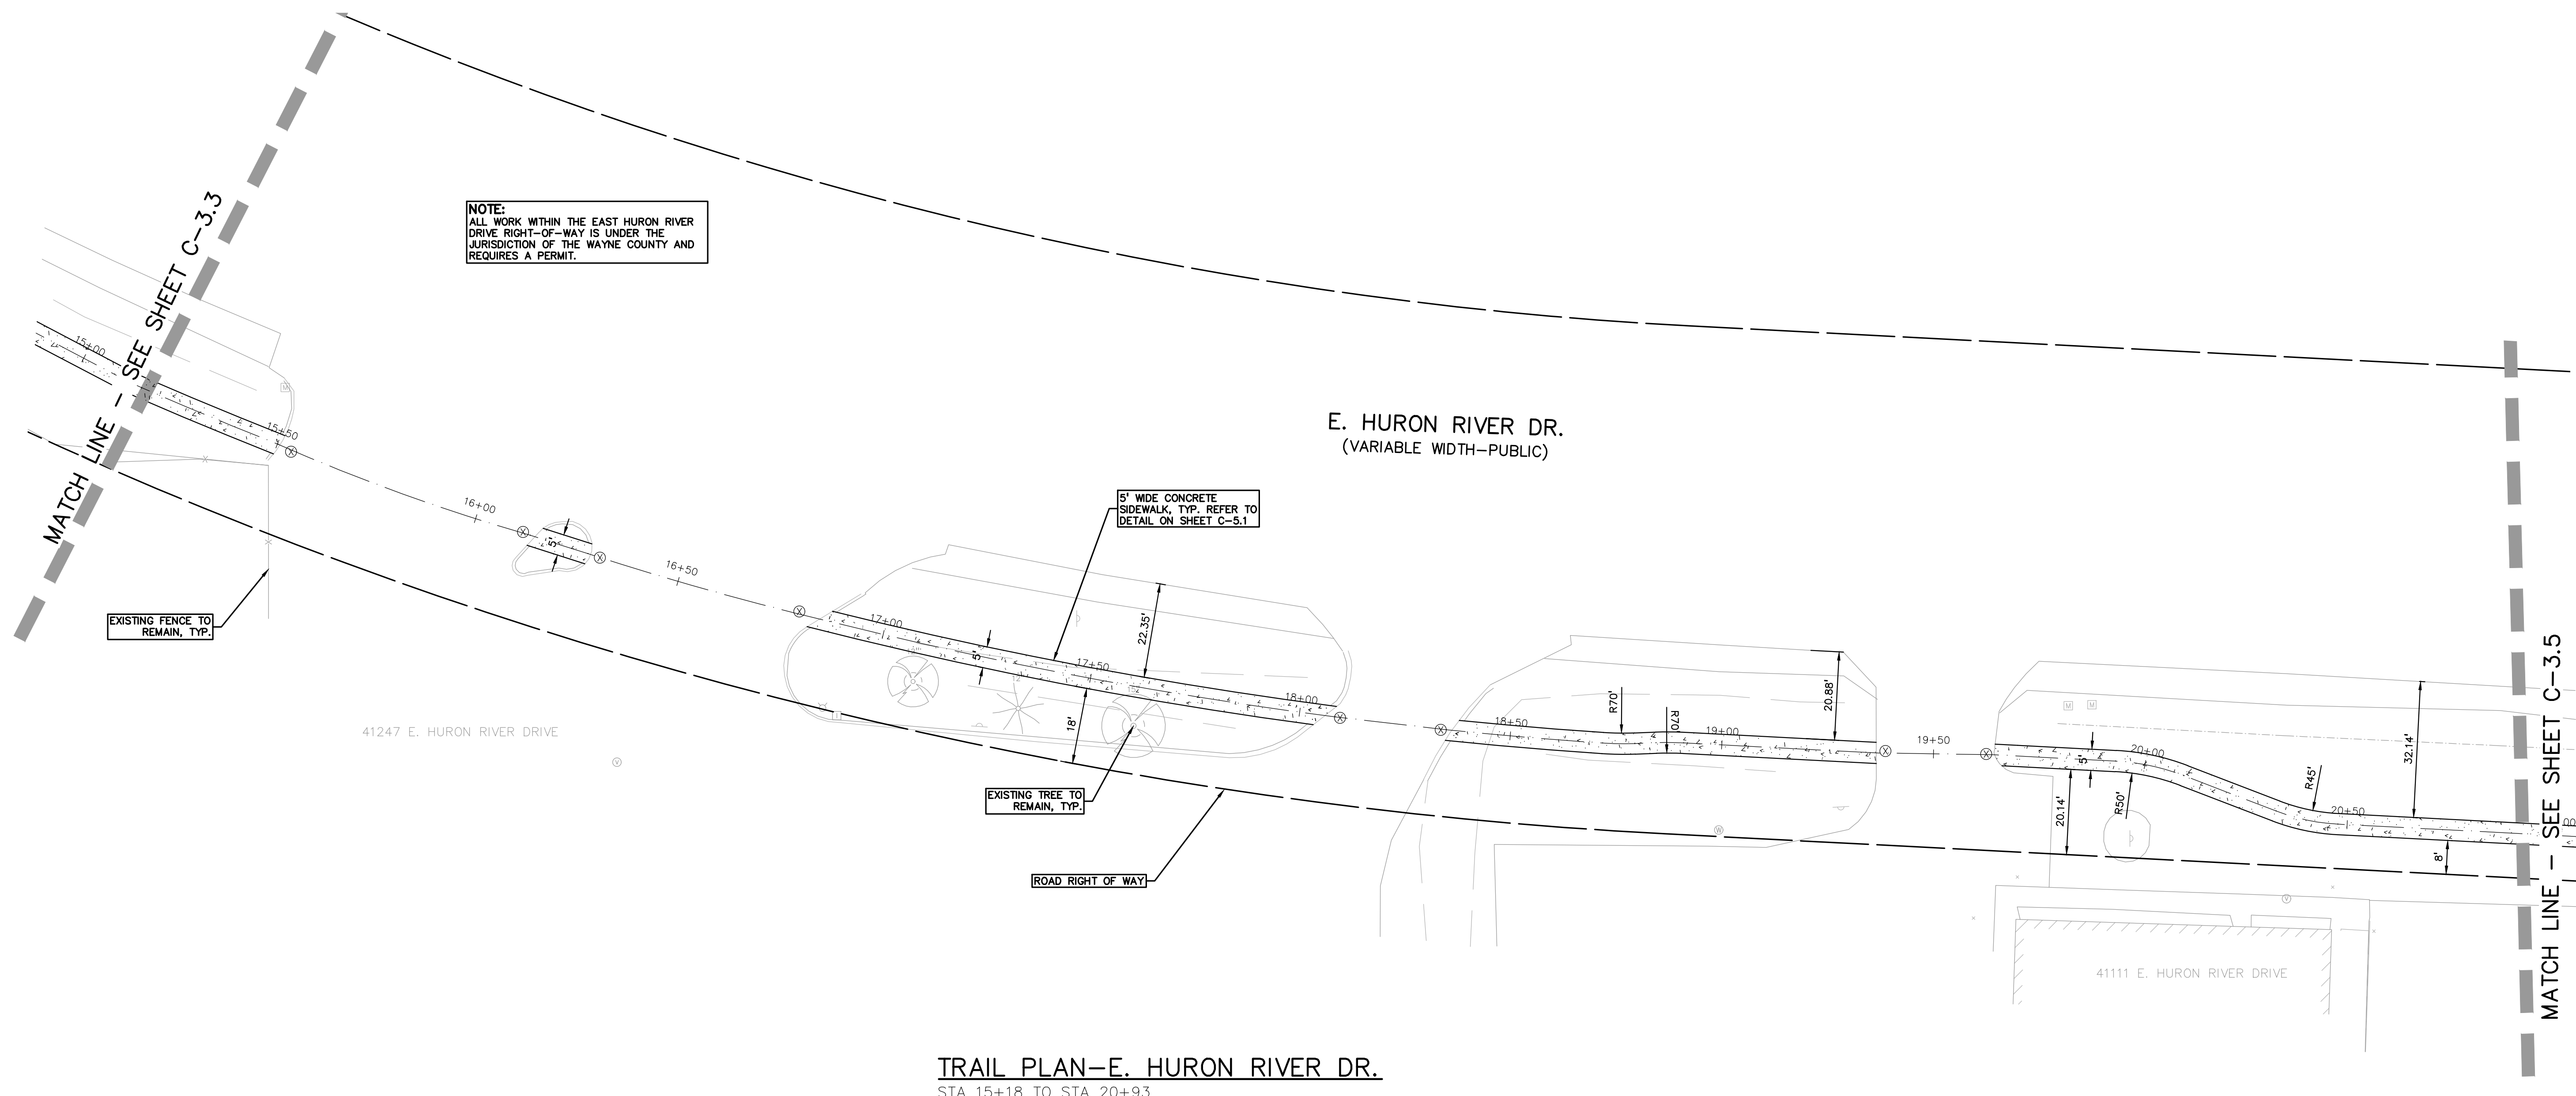 MATCH LINE - SEE SHEET C-3.3
NOTE:
ALL WORK WITHIN THE EAST HURON RIVER
DRIVE RIGHT-OF-WAY IS UNDER THE
JURISDICTION OF THE WAYNE COUNTY AND
REQUIRES A PERMIT.
15+00
M
15+50
E. HURON RIVER DR.
(VARIABLE WIDTH-PUBLIC)
16+00
5'
16+50
5' WIDE CONCRETE
SIDEWALK, TYP. REFER TO
DETAIL ON SHEET C-5.1
EXISTING FENCE TO
REMAIN, TYP.
17+00
5'
17+50
22.35'
18+00
18'
18+50
R70'
R70'
19+00
20.88'
19+50
M
M
5'
20+00
20.14'
R50'
R45'
20+50
32.14'
8'
41247 E. HURON RIVER DRIVE
V
EXISTING TREE TO
REMAIN, TYP.
W
ROAD RIGHT OF WAY
V
41111 E. HURON RIVER DRIVE
MATCH LINE - SEE SHEET C-3.5
TRAIL PLAN-E. HURON RIVER DR.
STA 15+18 TO STA 20+93